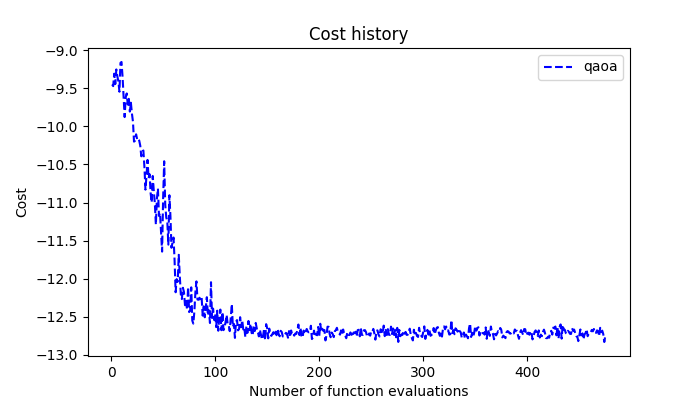 Cost history
qaoa
−9.0
−9.5
−10.0
−10.5
−11.0
−11.5
−12.0
−12.5
−13.0
Cost
0 100 200 300 400
Number of function evaluations